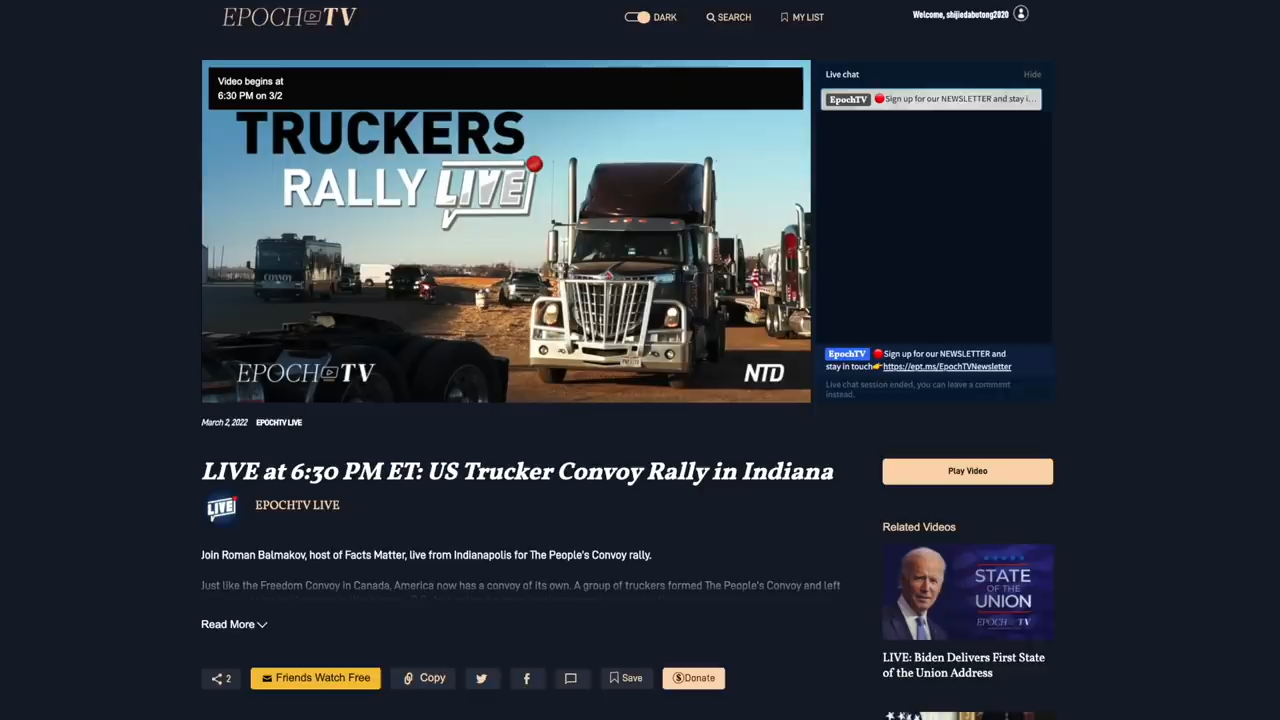 EPOCH TV
DARK
SEARCH
MY LIST
Welcome, shijiedabutong2020
Video begins at
6:30 PM on 3/2
TRUCKERS
RALLY LIVE
CONVOY
EPOCH TV
NTD
Live chat
Hide
EpochTV Sign up for our NEWSLETTER and stay i...
EpochTV Sign up for our NEWSLETTER and
stay in touch https://ept.ms/EpochTVNewsletter
Live chat session ended, you can leave a comment
instead.
March 2, 2022 EPOCHTV LIVE
LIVE at 6:30 PM ET: US Trucker Convoy Rally in Indiana
LIVE
EPOCHTV LIVE
Join Roman Balmakov, host of Facts Matter, live from Indianapolis for The People's Convoy rally.
Just like the Freedom Convoy in Canada, America now has a convoy of its own. A group of truckers formed The People's Convoy and left
Read More
2
Friends Watch Free
Copy
Save
Donate
Play Video
Related Videos
STATE
OF THE
UNION
EPOCH TV
LIVE: Biden Delivers First State
of the Union Address